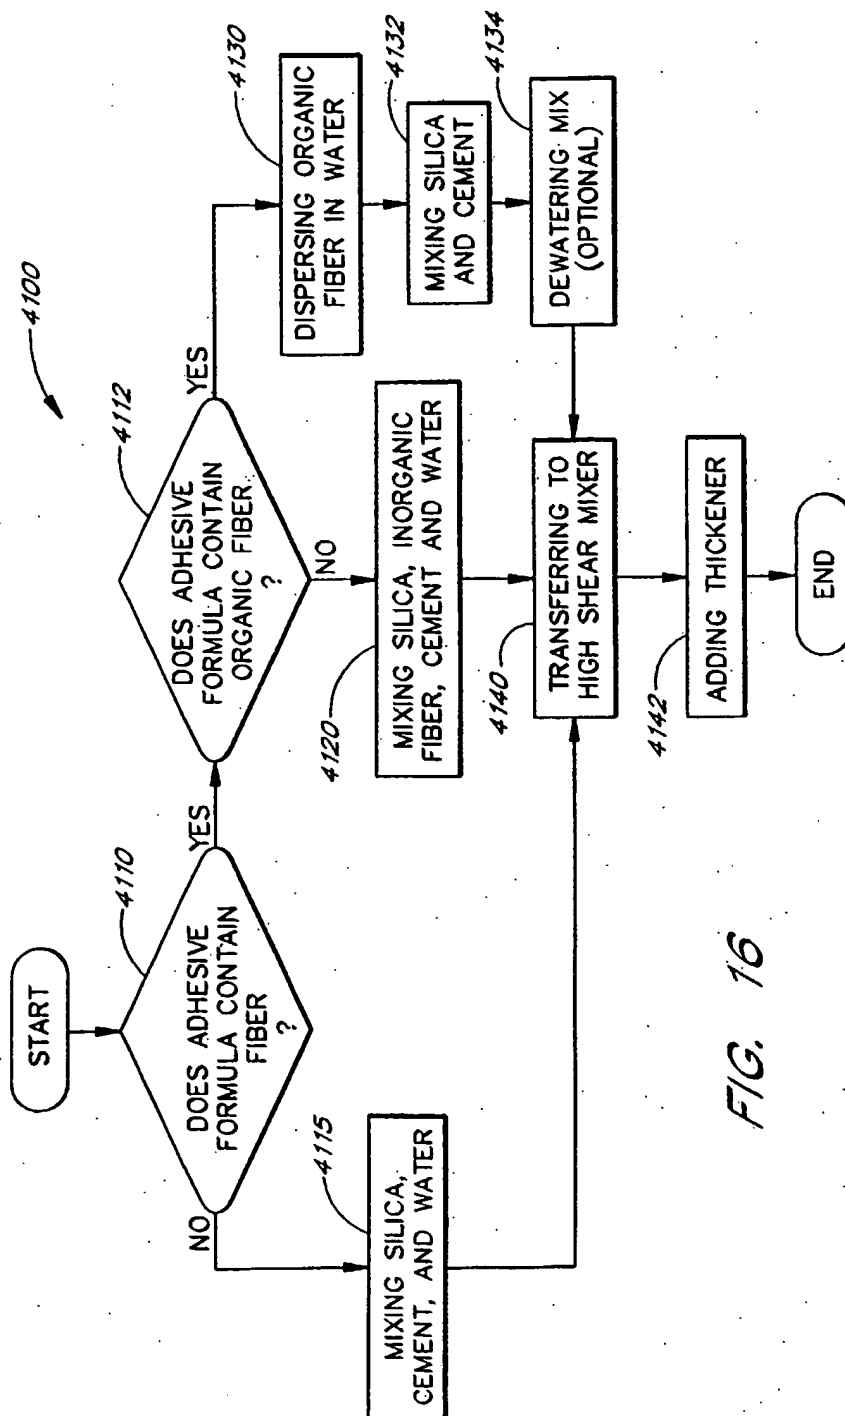 4100
START
4110
DOES ADHESIVE
FORMULA CONTAIN
FIBER
?
NO
YES
4112
DOES ADHESIVE
FORMULA CONTAIN
ORGANIC FIBER
?
YES
NO
4115
MIXING SILICA,
CEMENT, AND WATER
4120
MIXING SILICA, INORGANIC
FIBER, CEMENT AND WATER
4130
DISPERSING ORGANIC
FIBER IN WATER
4132
MIXING SILICA
AND CEMENT
4134
DEWATERING MIX
(OPTIONAL)
4140
TRANSFERRING TO
HIGH SHEAR MIXER
4142
ADDING THICKENER
END
FIG. 16